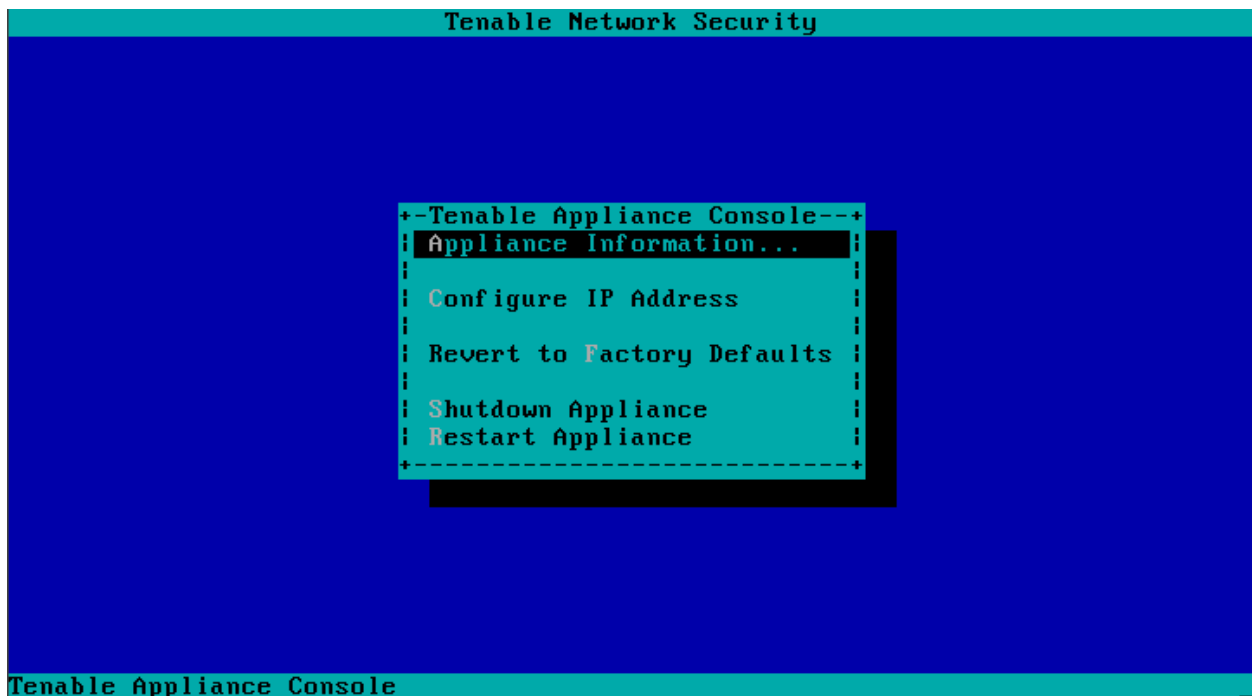 Tenable Network Security
Tenable Appliance Console
Appliance Information...
Configure IP Address
Revert to Factory Defaults
Shutdown Appliance
Restart Appliance
Tenable Appliance Console